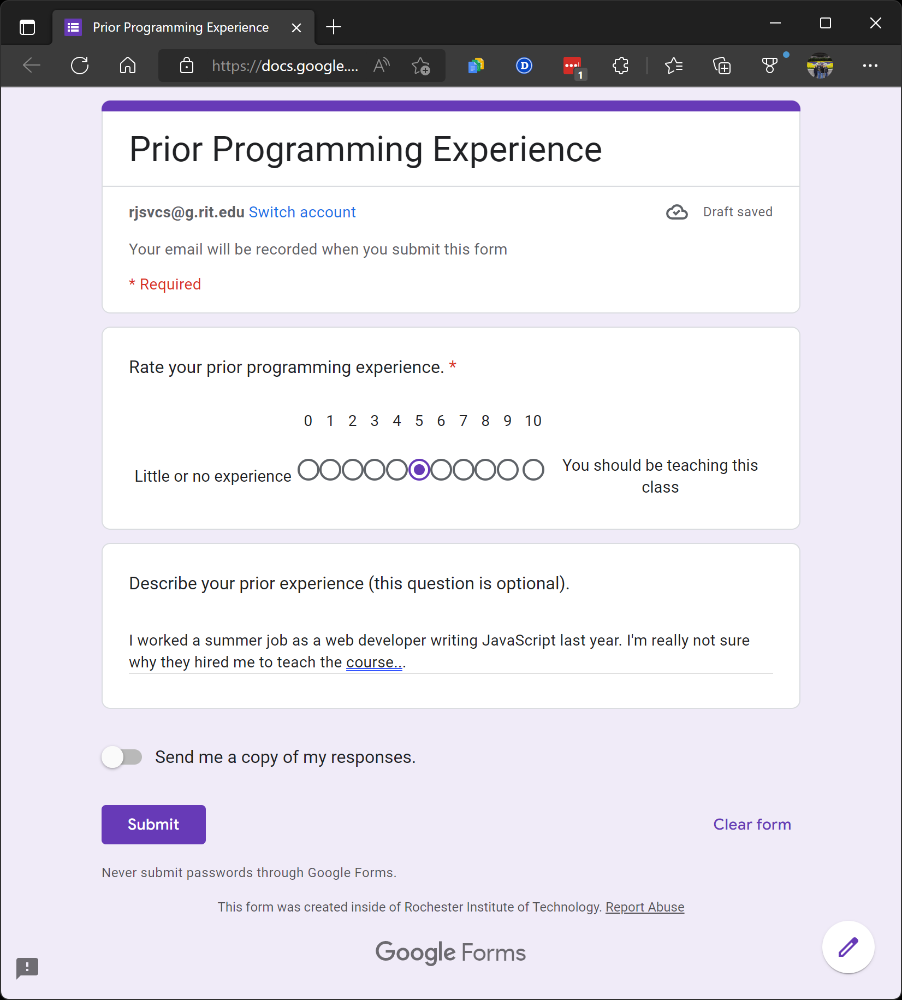 Prior Programming Experience
https://docs.google....
A
D
1
Prior Programming Experience
rjsvcs@g.rit.edu Switch account
Draft saved
Your email will be recorded when you submit this form
* Required
Rate your prior programming experience. *
0 1 2 3 4 5 6 7 8 9 10
Little or no experience
You should be teaching this
class
Describe your prior experience (this question is optional).
I worked a summer job as a web developer writing JavaScript last year. I'm really not sure
why they hired me to teach the course...
Send me a copy of my responses.
Submit
Clear form
Never submit passwords through Google Forms.
This form was created inside of Rochester Institute of Technology. Report Abuse
Google Forms